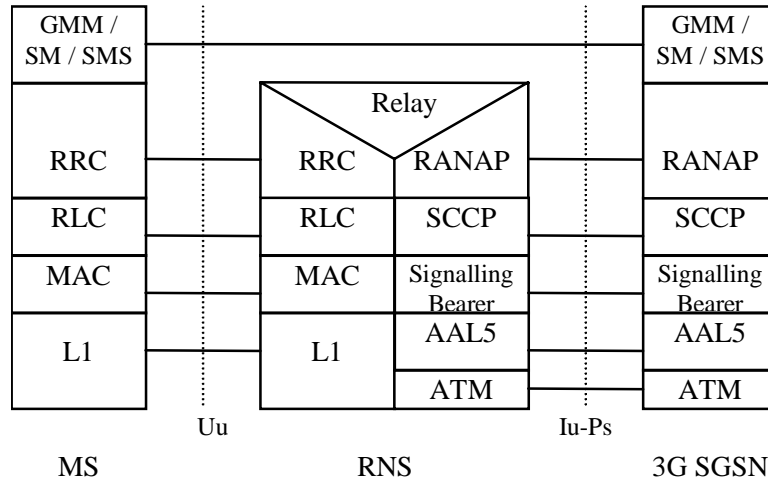 GMM /
SM / SMS
GMM /
SM / SMS
Relay
RRC
RRC
RANAP
RANAP
RLC
RLC
SCCP
SCCP
MAC
MAC
Signalling
Bearer
Signalling
Bearer
L1
L1
AAL5
AAL5
ATM
ATM
Uu
Iu-Ps
MS
RNS
3G SGSN